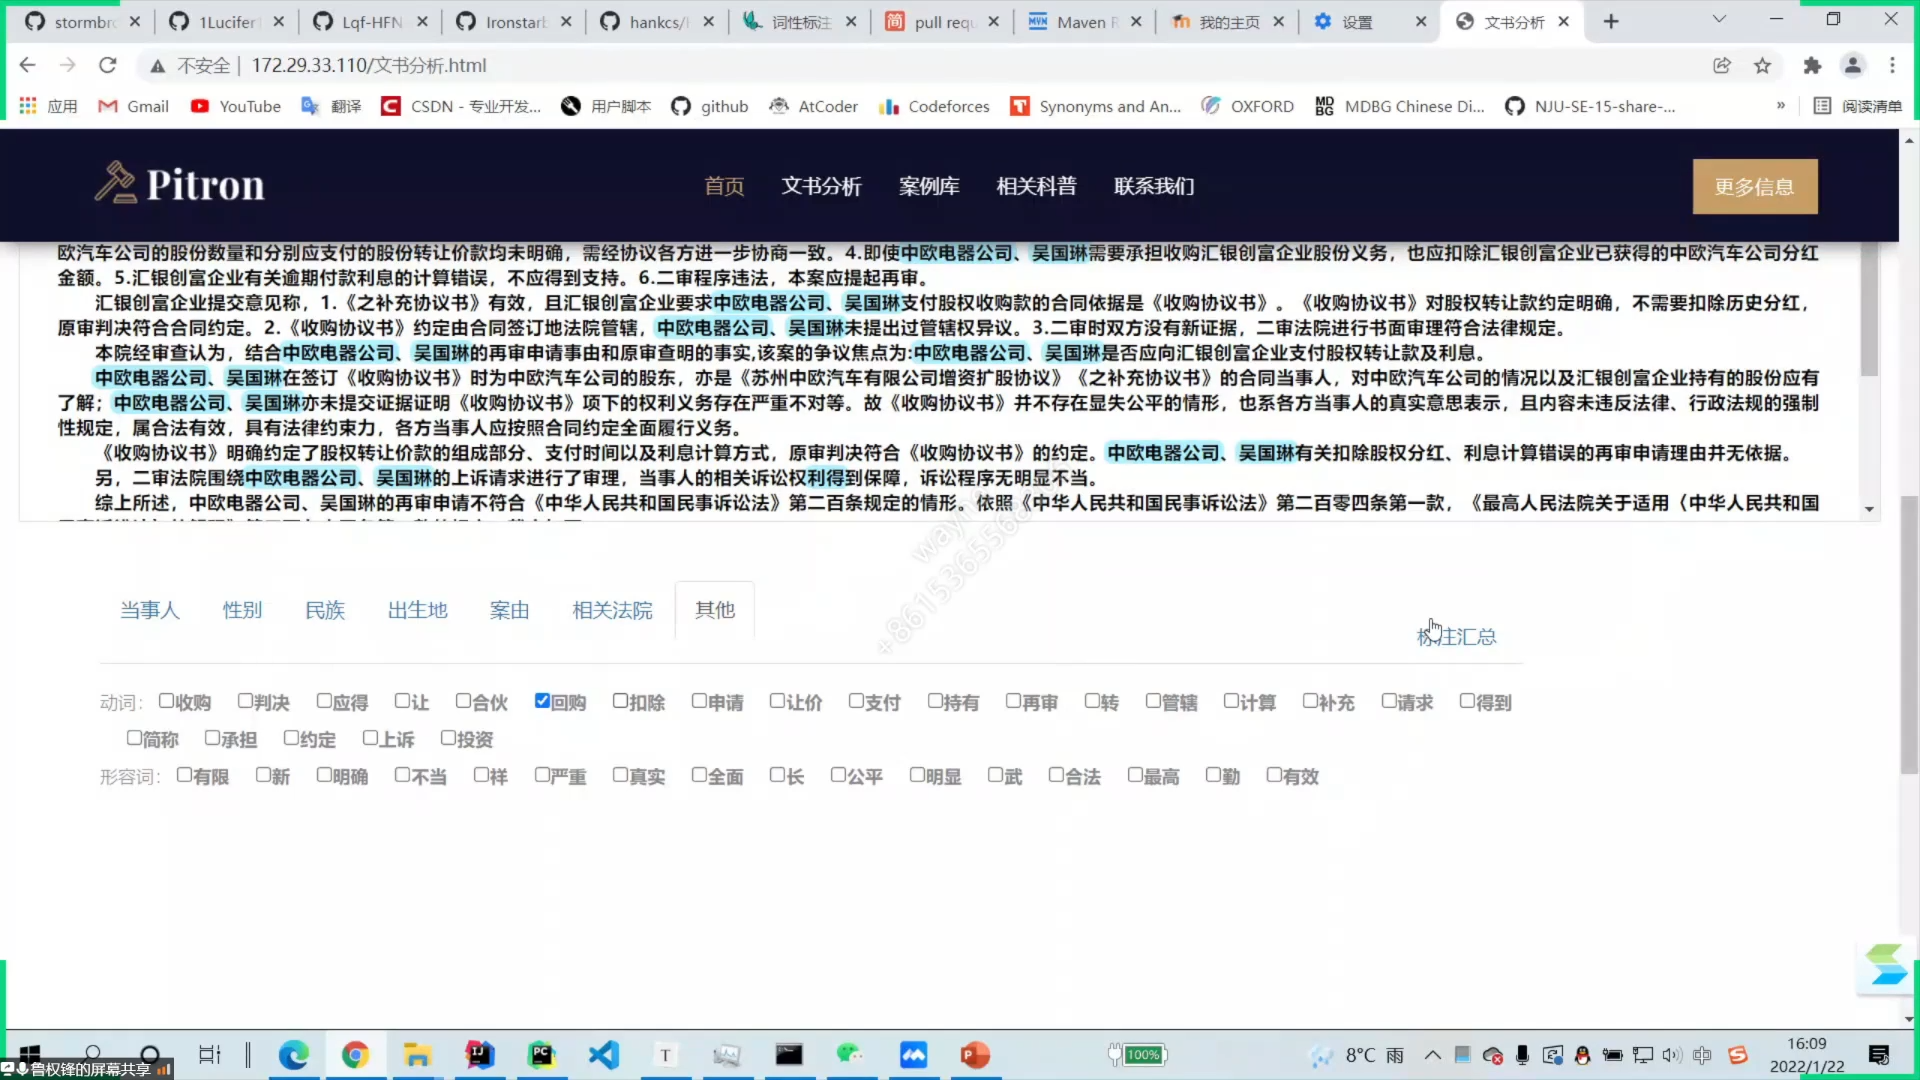 stormbr
1Lucifer
Lqf-HFN
Ironstarb
hankcs/
词性标注
pull requ
Maven R
我的主页
设置
文书分析
不安全 | 172.29.33.110/文书分析.html
应用
Gmail
YouTube
翻译
CSDN - 专业开发...
用户脚本
github
AtCoder
Codeforces
Synonyms and An...
OXFORD
MDBG Chinese Di...
NJU-SE-15-share-...
»
阅读清单
Pitron
首页
文书分析
案例库
相关科普
联系我们
更多信息
欧汽车公司的股份数量和分别应支付的股份转让价款均未明确，需经协议各方进一步协商一致。4.即使中欧电器公司、吴国琳需要承担收购汇银创富企业股份义务，也应扣除汇银创富企业已获得的中欧汽车公司分红
金额。5.汇银创富企业有关逾期付款利息的计算错误，不应得到支持。6.二审程序违法，本案应提起再审。
汇银创富企业提交意见称，1.《之补充协议书》有效，且汇银创富企业要求中欧电器公司、吴国琳支付股权收购款的合同依据是《收购协议书》。《收购协议书》对股权转让款约定明确，不需要扣除历史分红，
原审判决符合合同约定。2.《收购协议书》约定由合同签订地法院管辖，中欧电器公司、吴国琳未提出过管辖权异议。3.二审时双方没有新证据，二审法院进行书面审理符合法律规定。
本院经审查认为，结合中欧电器公司、吴国琳的再审申请事由和原审查明的事实,该案的争议焦点为:中欧电器公司、吴国琳是否应向汇银创富企业支付股权转让款及利息。
中欧电器公司、吴国琳在签订《收购协议书》时为中欧汽车公司的股东，亦是《苏州中欧汽车有限公司增资扩股协议》《之补充协议书》的合同当事人，对中欧汽车公司的情况以及汇银创富企业持有的股份应有
了解；中欧电器公司、吴国琳亦未提交证据证明《收购协议书》项下的权利义务存在严重不对等。故《收购协议书》并不存在显失公平的情形，也系各方当事人的真实意思表示，且内容未违反法律、行政法规的强制
性规定，属合法有效，具有法律约束力，各方当事人应按照合同约定全面履行义务。
《收购协议书》明确约定了股权转让价款的组成部分、支付时间以及利息计算方式，原审判决符合《收购协议书》的约定。中欧电器公司、吴国琳有关扣除股权分红、利息计算错误的再审申请理由并无依据。
另，二审法院围绕中欧电器公司、吴国琳的上诉请求进行了审理，当事人的相关诉讼权利得到保障，诉讼程序无明显不当。
综上所述，中欧电器公司、吴国琳的再审申请不符合《中华人民共和国民事诉讼法》第二百条规定的情形。依照《中华人民共和国民事诉讼法》第二百零四条第一款，《最高人民法院关于适用〈中华人民共和国
当事人
性别
民族
出生地
案由
相关法院
其他
标注汇总
动词: 收购 判决 应得 让 合伙 回购 扣除 申请 让价 支付 持有 再审 转 管辖 计算 补充 请求 得到
简称 承担 约定 上诉 投资
形容词: 有限 新 明确 不当 祥 严重 真实 全面 长 公平 明显 武 合法 最高 勤 有效
100%
8°C 雨
中
16:09
2022/1/22
鲁权锋的屏幕共享